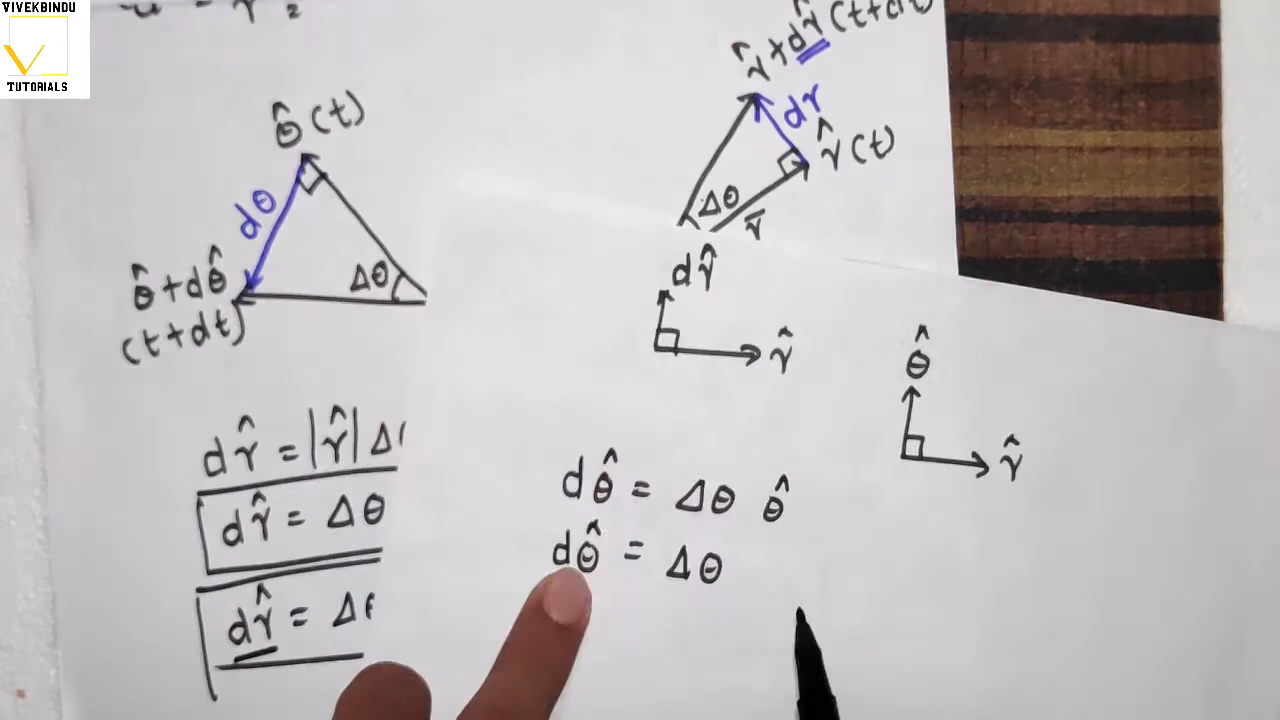 VIVEKBINDU
TUTORIALS
θ̂ (t)
dθ
Δθ
θ̂ + dθ̂
(t+dt)
r̂ + dr̂ (t+dt)
dr
r̂ (t)
Δθ
r̄
dr̂
r̂
θ̂
r̂
dr̂ = |r̂| Δ
dr̂ = Δθ
dr̂ = Δ
dθ̂ = Δθ θ̂
dθ̂ = Δθ